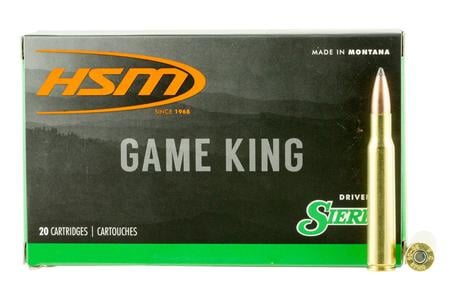 MADE IN MONTANA
HSM
SINCE 1968
GAME KING
20 CARTRIDGES | CARTOUCHES